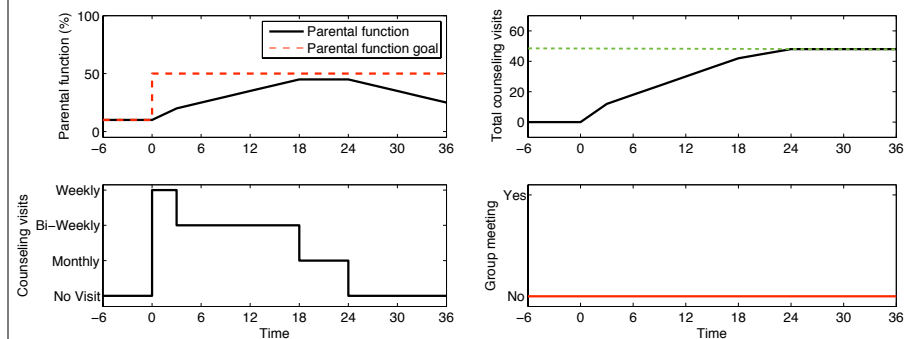 Parental function (%)
100
50
0
Parental function
Parental function goal
−6 0 6 12 18 24 30 36
Total counseling visits
60
40
20
0
−6 0 6 12 18 24 30 36
Counseling visits
Weekly
Bi−Weekly
Monthly
No Visit
−6 0 6 12 18 24 30 36
Time
Group meeting
Yes
No
−6 0 6 12 18 24 30 36
Time